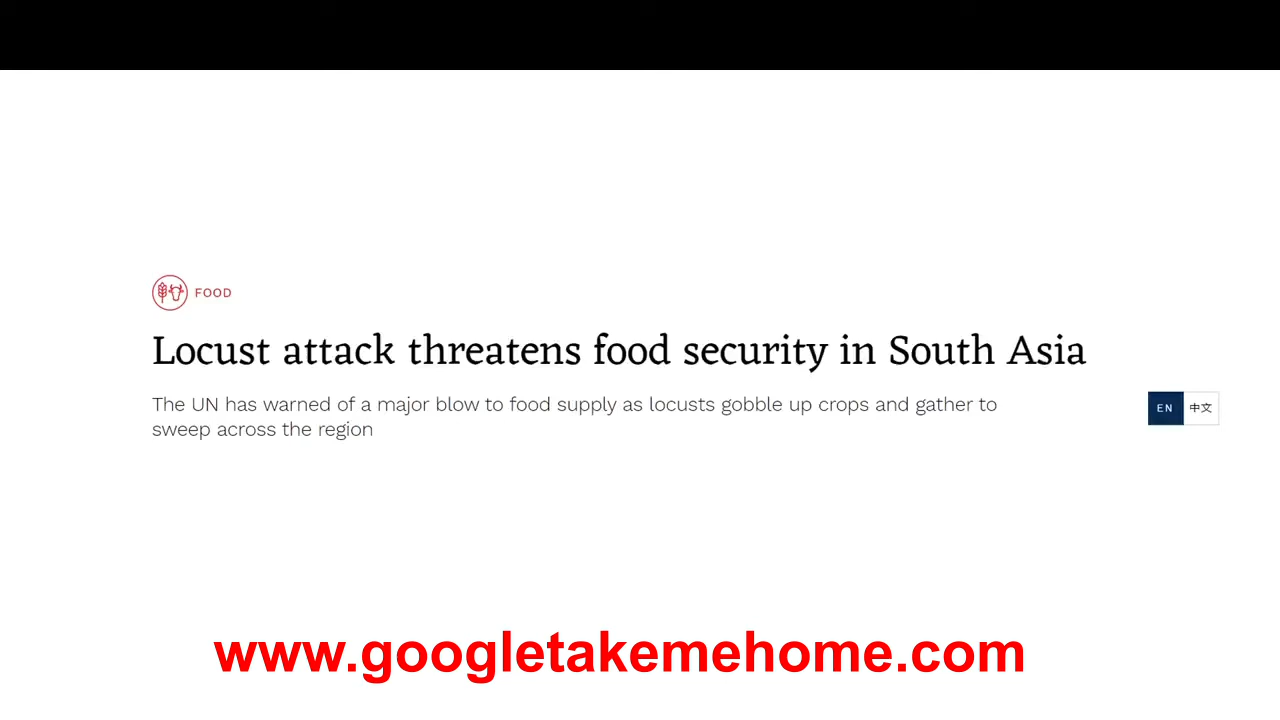 FOOD
Locust attack threatens food security in South Asia
The UN has warned of a major blow to food supply as locusts gobble up crops and gather to
sweep across the region
EN 中文
www.googletakemehome.com